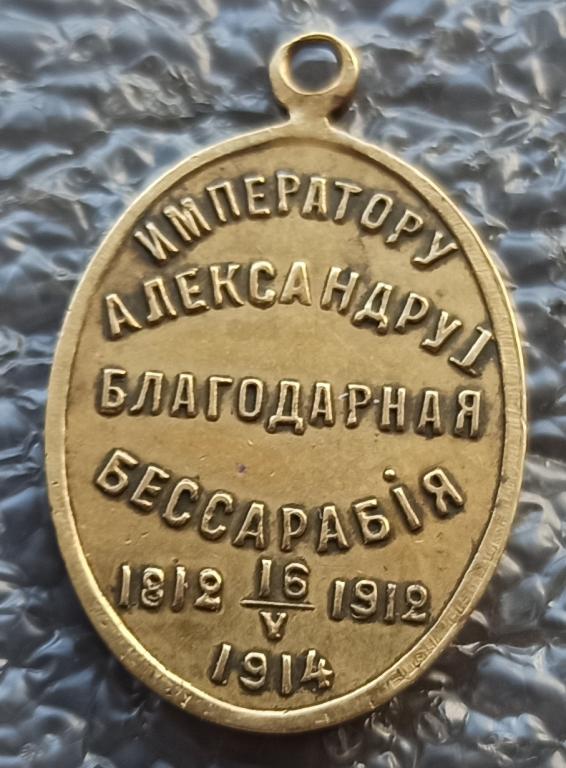 ИМПЕРАТОРУ
АЛЕКСАНДРУ I
БЛАГОДАРНАЯ
БЕССАРАБІЯ
1812 16/V 1912
1914